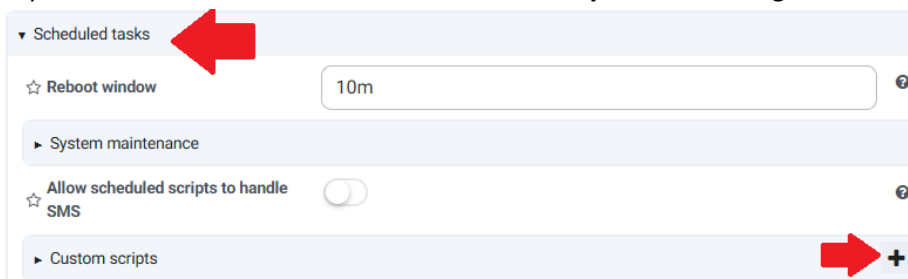 Scheduled tasks
Reboot window
10m
System maintenance
Allow scheduled scripts to handle
SMS
Custom scripts